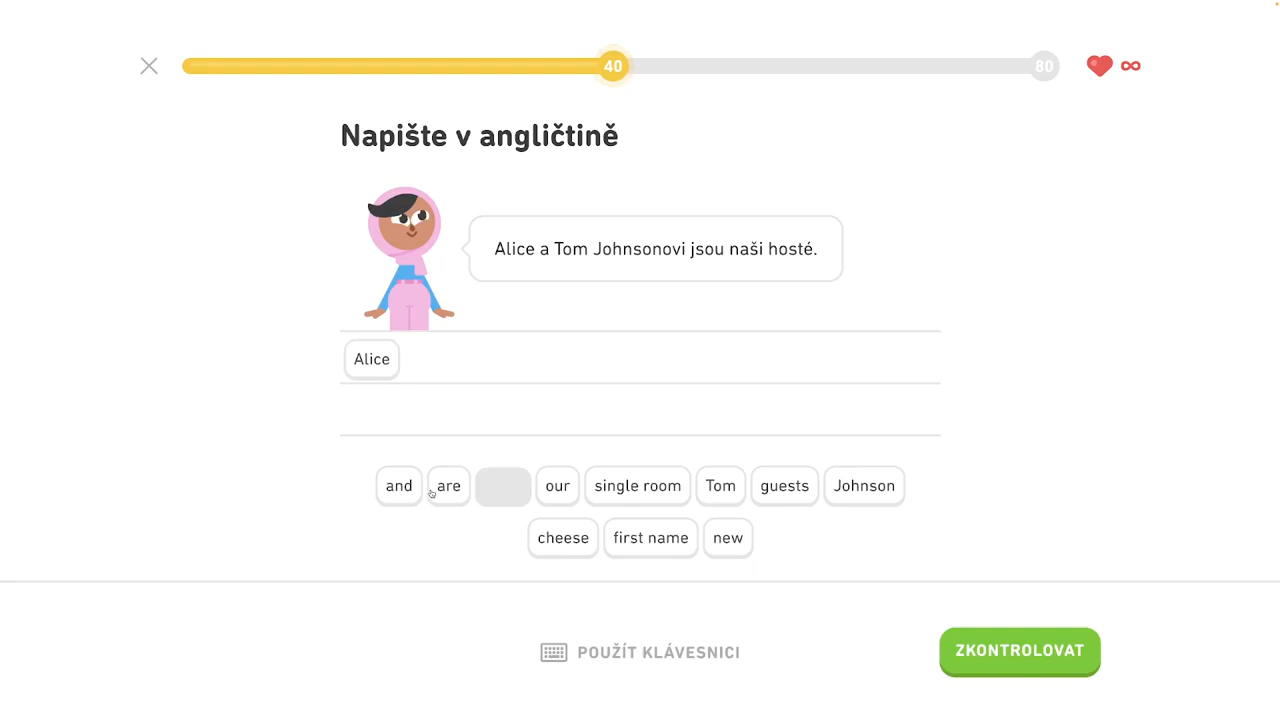 40
80
∞
Napište v angličtině
Alice a Tom Johnsonovi jsou naši hosté.
Alice
and are our single room Tom guests Johnson
cheese first name new
POUŽÍT KLÁVESNICI
ZKONTROLOVAT